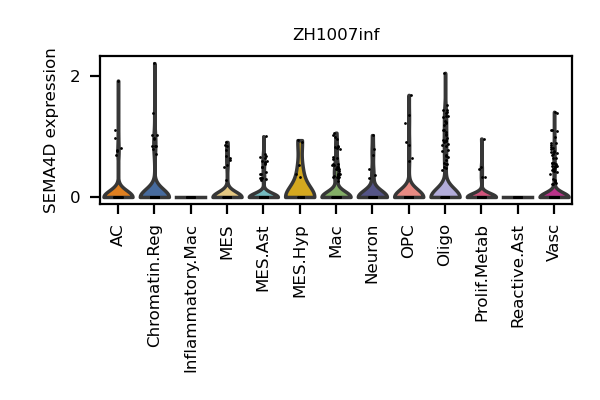 ZH1007inf
SEMA4D expression
2
0
AC
Chromatin.Reg
Inflammatory.Mac
MES
MES.Ast
MES.Hyp
Mac
Neuron
OPC
Oligo
Prolif.Metab
Reactive.Ast
Vasc